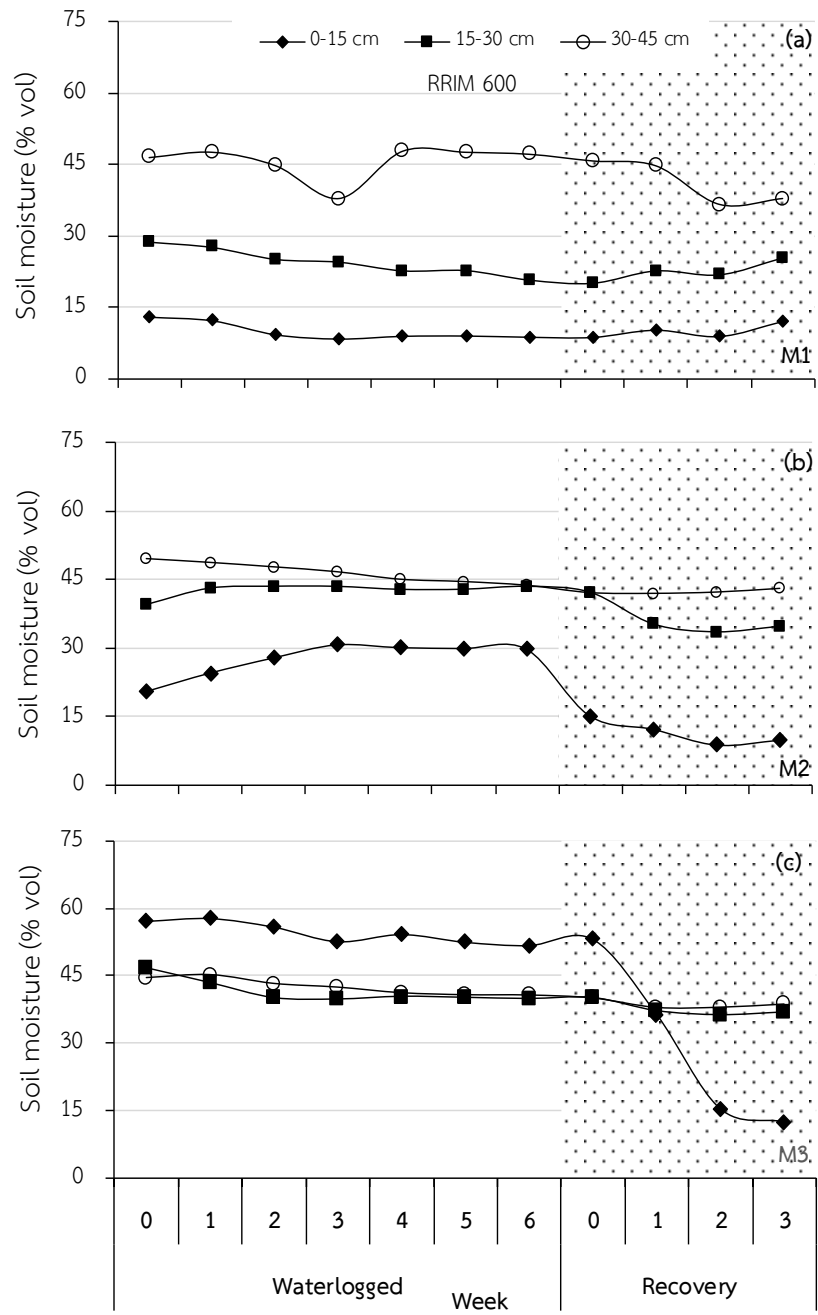 75
60
45
30
15
0
Soil moisture (% vol)
0-15 cm 15-30 cm 30-45 cm
(a)
RRIM 600
M1
75
60
45
30
15
0
Soil moisture (% vol)
(b)
M2
75
60
45
30
15
0
Soil moisture (% vol)
(c)
M3
0 1 2 3 4 5 6 0 1 2 3
Waterlogged Recovery
Week